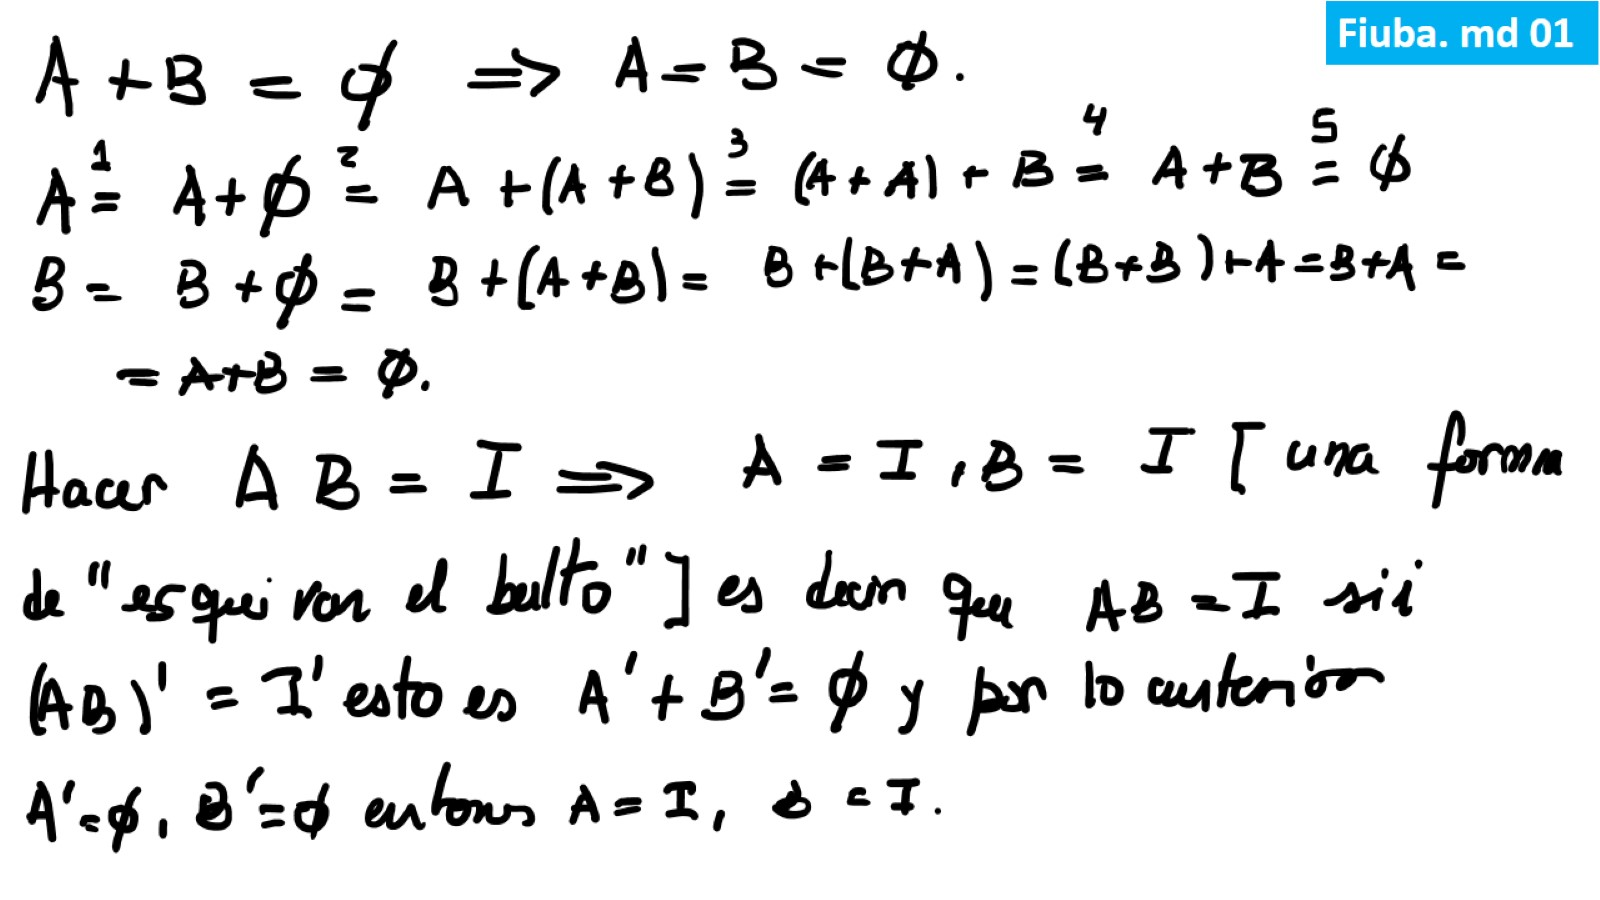 Fiuba. md 01
A + B = ∅ ⇒ A = B = ∅.
A =¹ A + ∅ =² A + (A + B) =³ (A + A) + B =⁴ A + B =⁵ ∅
B = B + ∅ = B + (A + B) = B + (B + A) = (B + B) + A = B + A =
= A + B = ∅.
Hacer A B = I ⇒ A = I, B = I [ una forma
de "esquivar el bulto" ] es decir que AB = I sii
(AB)' = I' esto es A' + B' = ∅ y por lo anterior
A' = ∅, B' = ∅ entonces A = I, B = I.